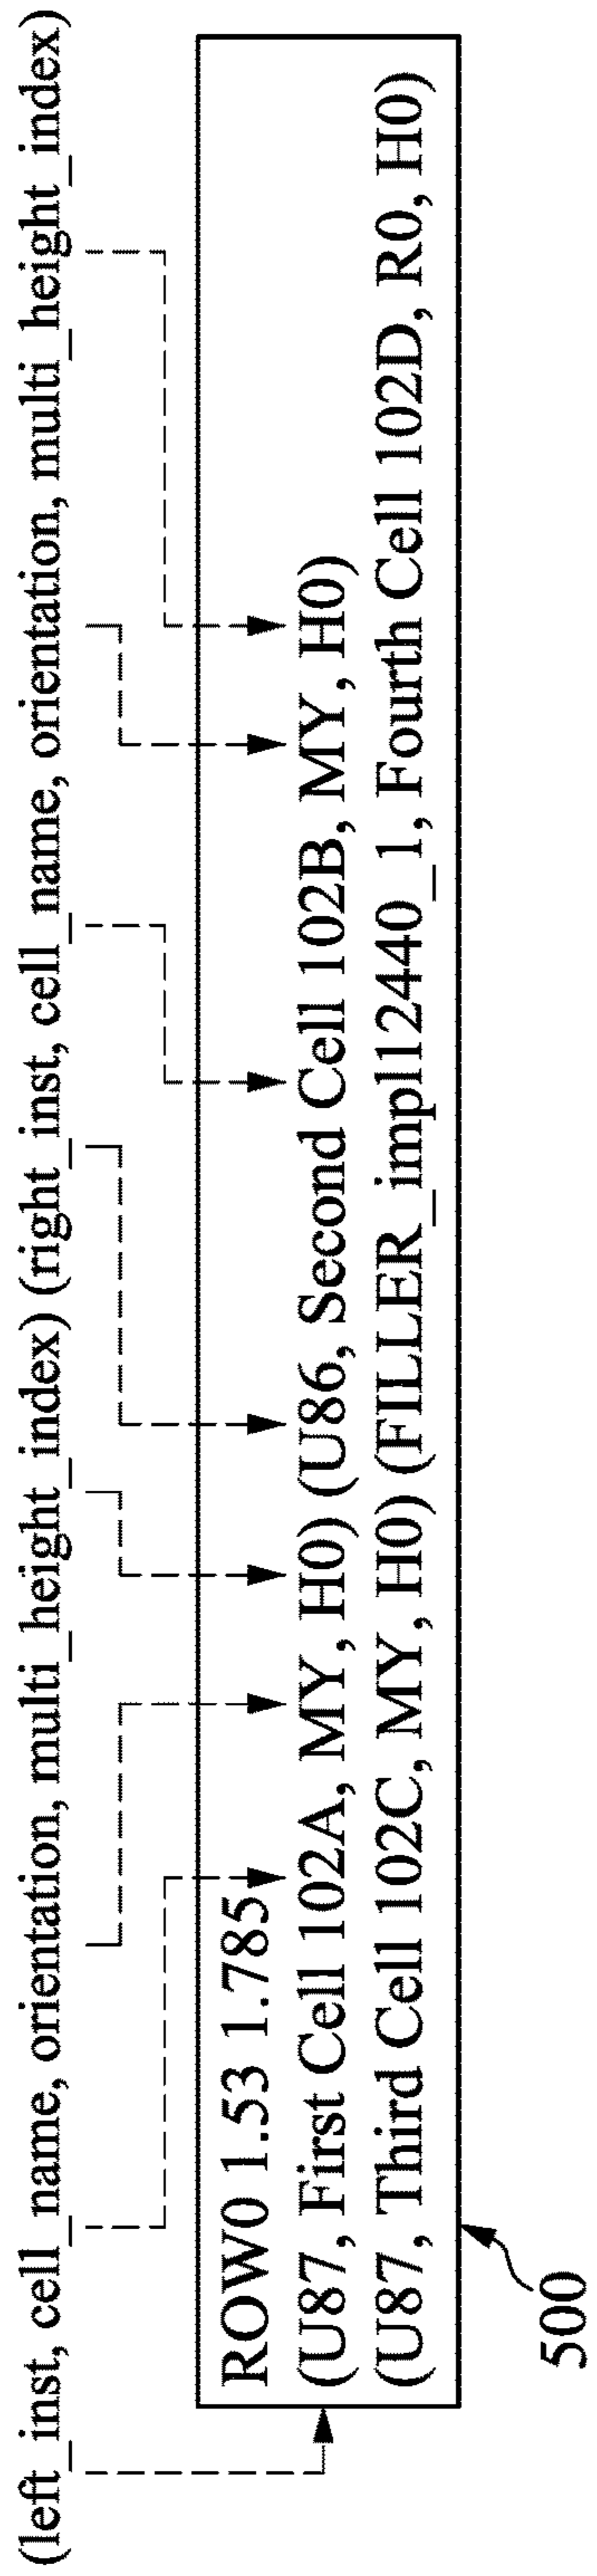 (left_inst, cell_name, orientation, multi_height_index) (right_inst, cell_name, orientation, multi_height_index)
ROW0 1.53 1.785
(U87, First Cell 102A, MY, H0) (U86, Second Cell 102B, MY, H0)
(U87, Third Cell 102C, MY, H0) (FILLER_impl12440_1, Fourth Cell 102D, R0, H0)
500